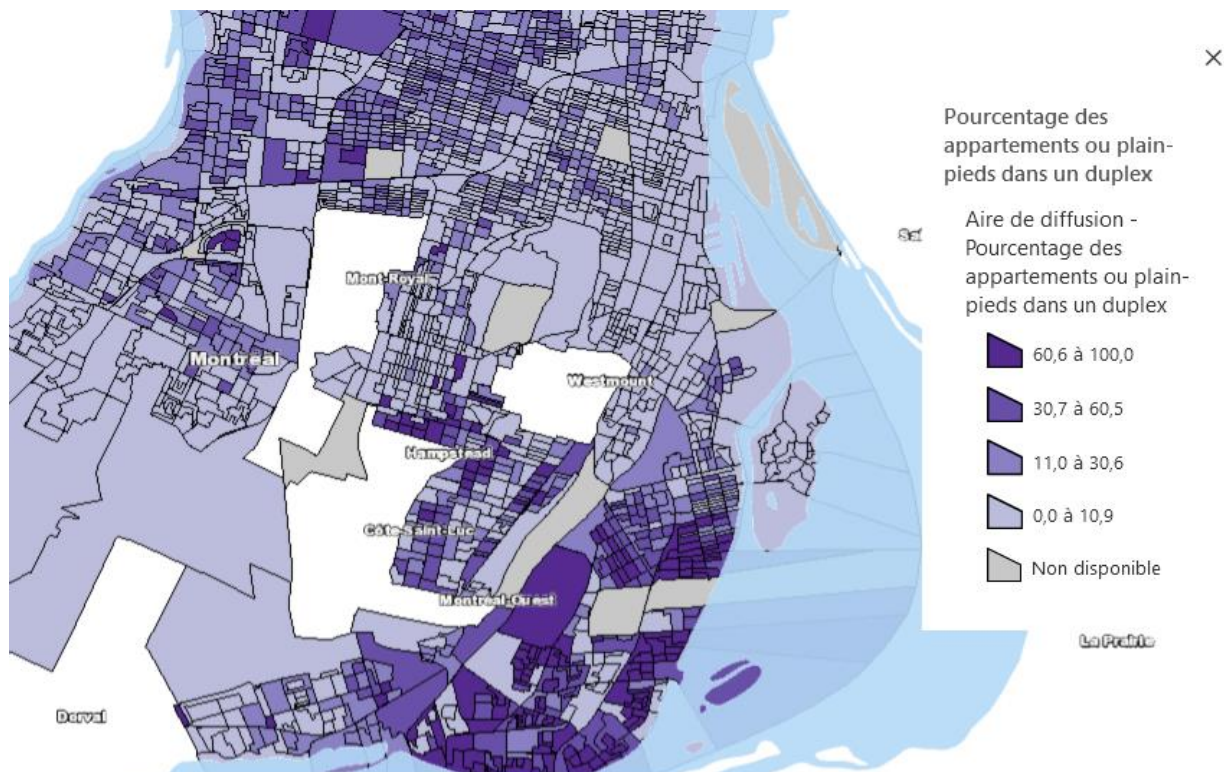 Pourcentage des
appartements ou plain-
pieds dans un duplex
Aire de diffusion -
Pourcentage des
appartements ou plain-
pieds dans un duplex
60,6 à 100,0
30,7 à 60,5
11,0 à 30,6
0,0 à 10,9
Non disponible
Mont-Royal
Montreal
Westmount
Hampstead
Côte-Saint-Luc
Montréal-Ouest
La Prairie
Dorval